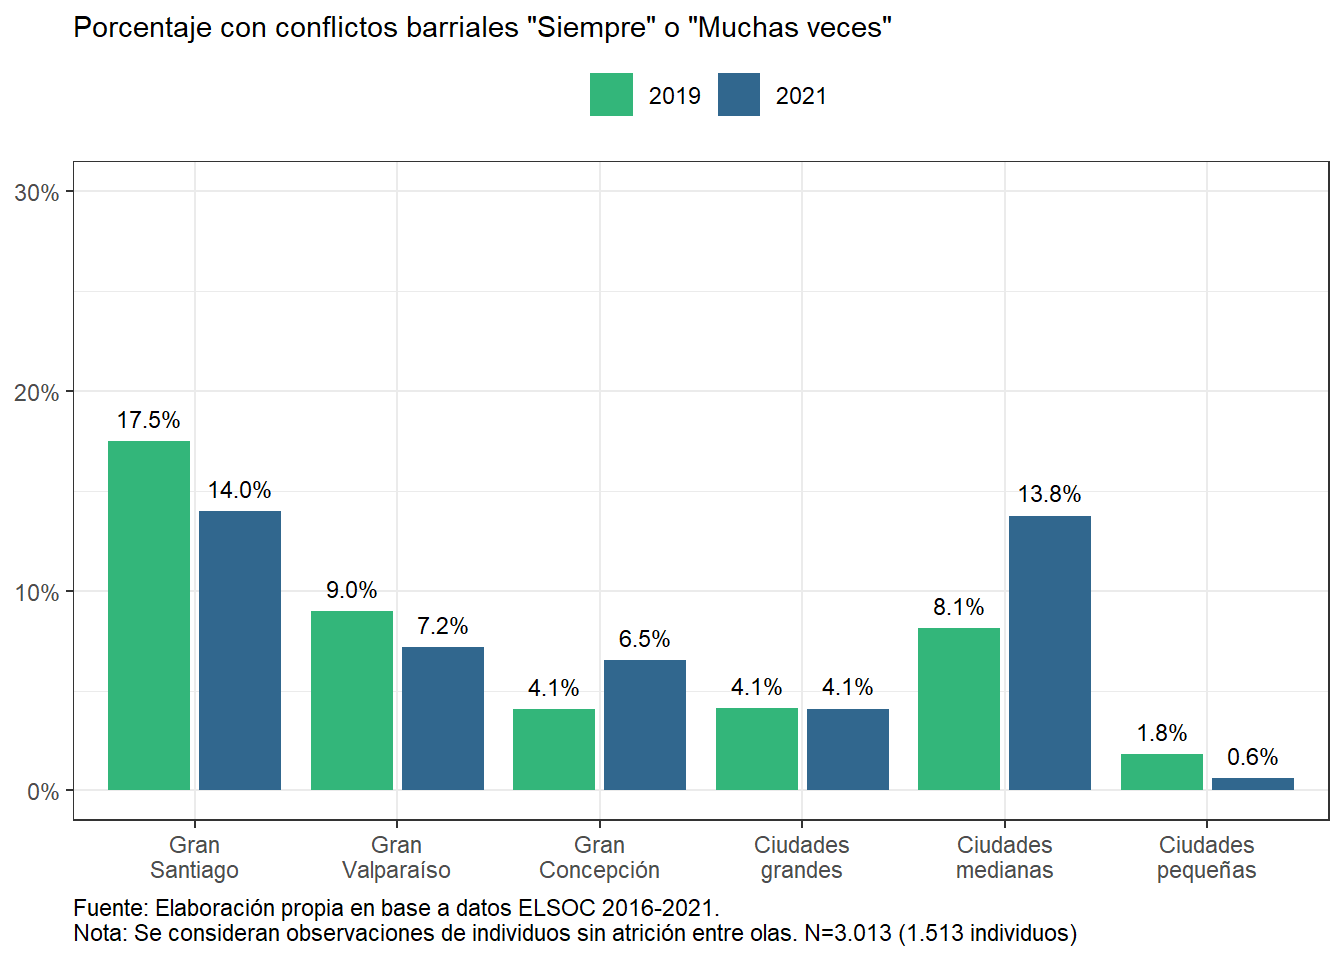 Porcentaje con conflictos barriales "Siempre" o "Muchas veces"
2019 2021
30%
20%
10%
0%
17.5%
14.0%
9.0%
7.2%
4.1%
6.5%
4.1%
4.1%
8.1%
13.8%
1.8%
0.6%
Gran
Santiago
Gran
Valparaíso
Gran
Concepción
Ciudades
grandes
Ciudades
medianas
Ciudades
pequeñas
Fuente: Elaboración propia en base a datos ELSOC 2016-2021.
Nota: Se consideran observaciones de individuos sin atrición entre olas. N=3.013 (1.513 individuos)